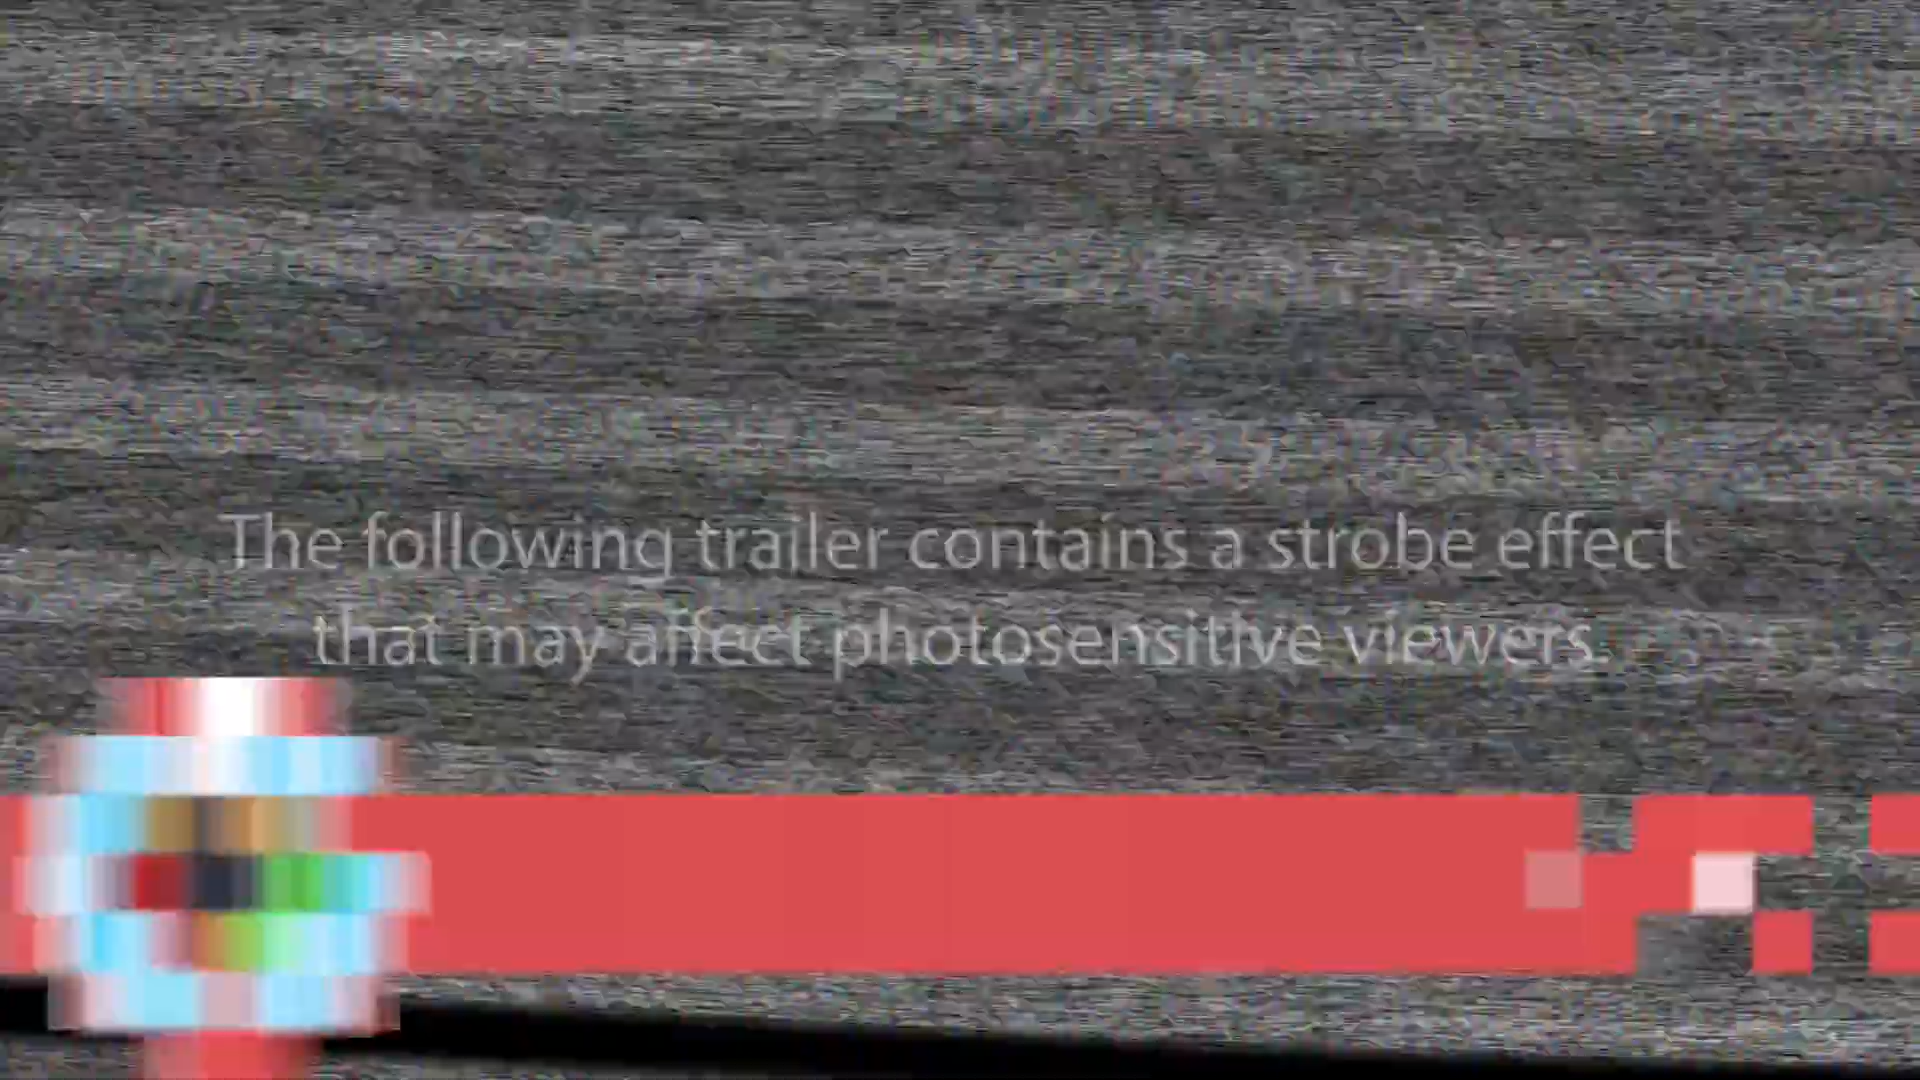 The following trailer contains a strobe effect
that may affect photosensitive viewers.